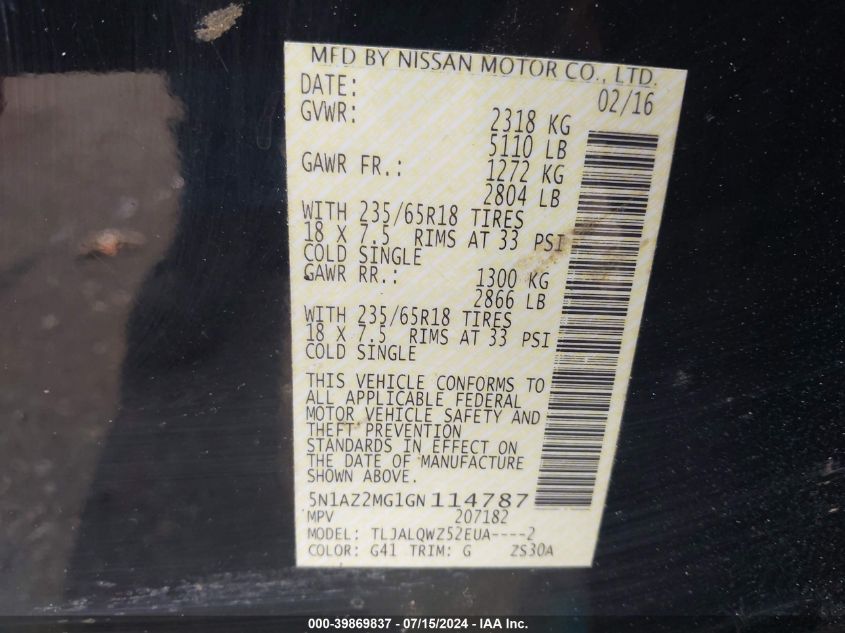 MFD BY NISSAN MOTOR CO., LTD.
DATE: 02/16
GVWR: 2318 KG
5110 LB
GAWR FR.: 1272 KG
2804 LB
WITH 235/65R18 TIRES
18 X 7.5 RIMS AT 33 PSI
COLD SINGLE
GAWR RR.: 1300 KG
2866 LB
WITH 235/65R18 TIRES
18 X 7.5 RIMS AT 33 PSI
COLD SINGLE
THIS VEHICLE CONFORMS TO
ALL APPLICABLE FEDERAL
MOTOR VEHICLE SAFETY AND
THEFT PREVENTION
STANDARDS IN EFFECT ON
THE DATE OF MANUFACTURE
SHOWN ABOVE.
5N1AZ2MG1GN114787
MPV 207182
MODEL: TLJALQWZ52EUA----2
COLOR: G41 TRIM: G ZS30A
000-39869837 - 07/15/2024 - IAA Inc.